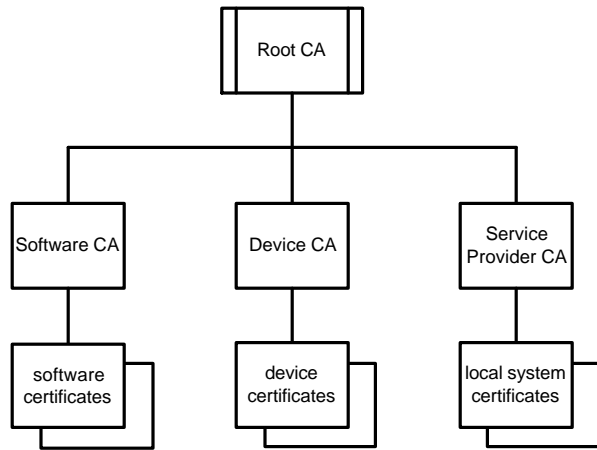 Root CA
Software CA
Device CA
Service
Provider CA
software
certificates
device
certificates
local system
certificates